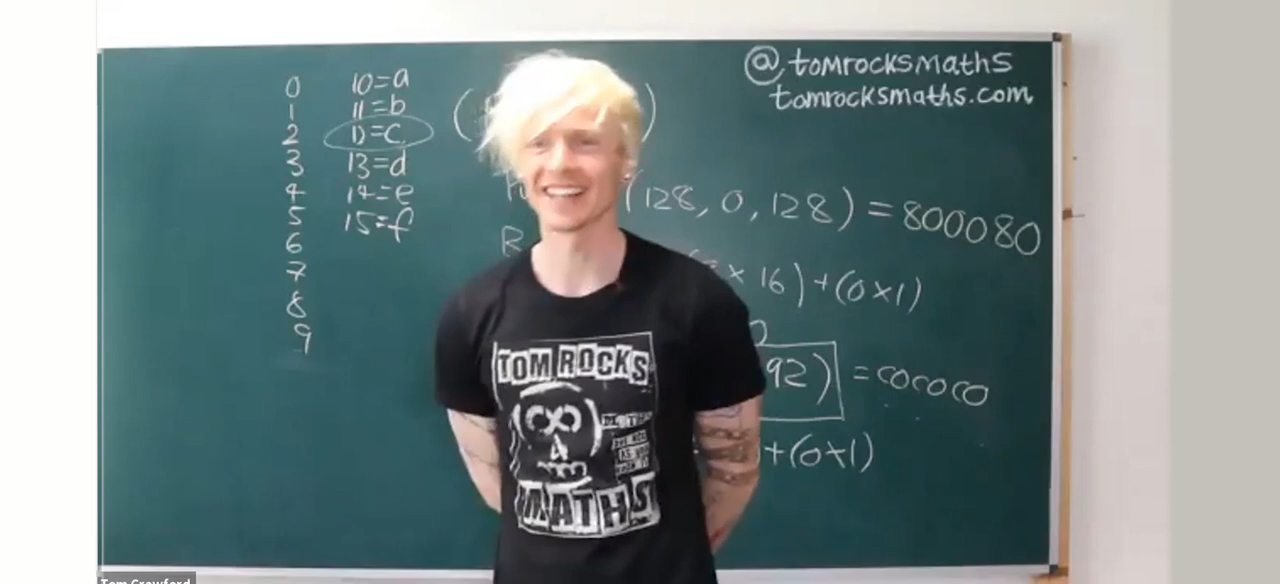 @tomrocksmaths
tomrocksmaths.com
0
1
2
3
4
5
6
7
8
9
10=a
11=b
12=c
13=d
14=e
15=f
(128, 0, 128) = 800080
× 16) + (0×1)
92) = c0c0c0
+(0×1)
TOM ROCKS
MATHS
Tom Crawford